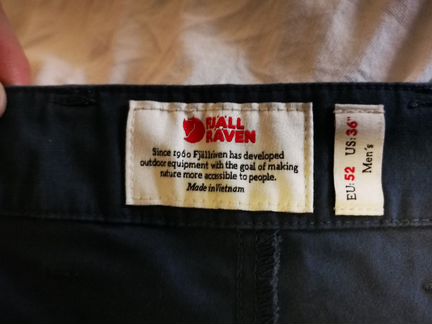 FJÄLL
RÄVEN
Since 1960 Fjällräven has developed
outdoor equipment with the goal of making
nature more accessible to people.
Made in Vietnam
EU: 52 US: 36"
Men's